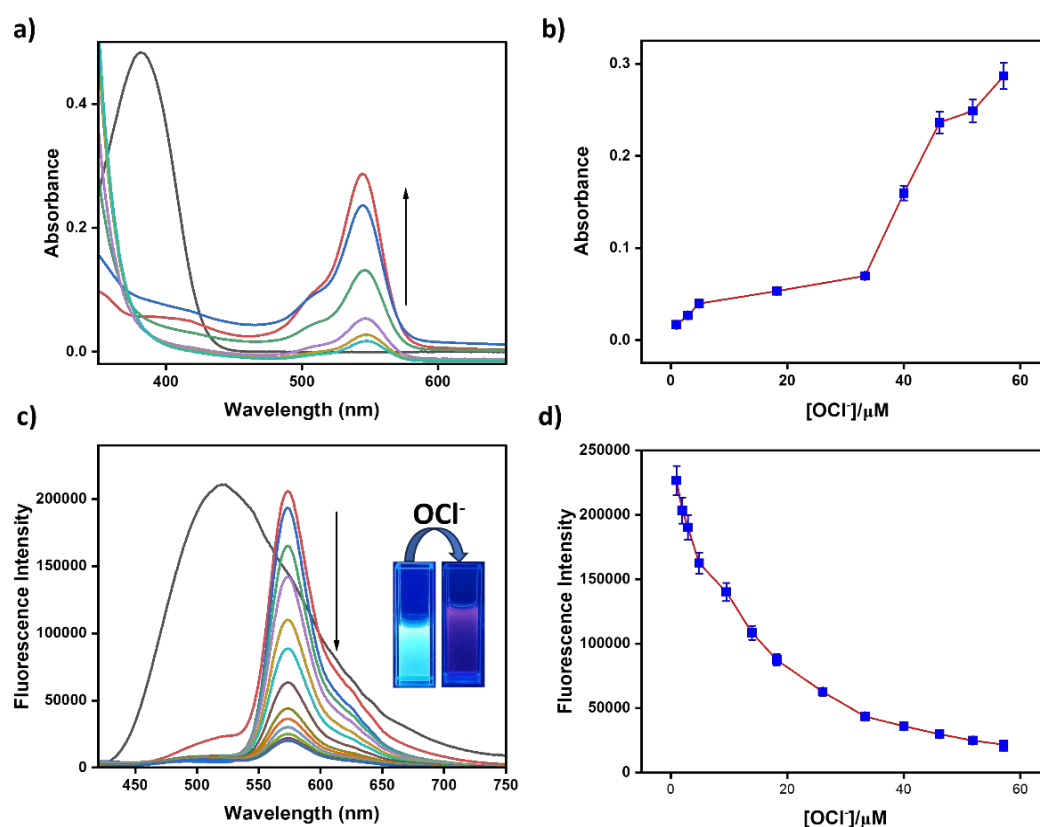 a)
0.4
0.2
0.0
Absorbance
400
500
600
Wavelength (nm)
b)
0.3
0.2
0.1
0.0
Absorbance
0
20
40
60
[OCl⁻]/μM
c)
200000
150000
100000
50000
0
Fluorescence Intensity
OCl⁻
450
500
550
600
650
700
750
Wavelength (nm)
d)
250000
200000
150000
100000
50000
0
Fluorescence Intensity
0
20
40
60
[OCl⁻]/μM